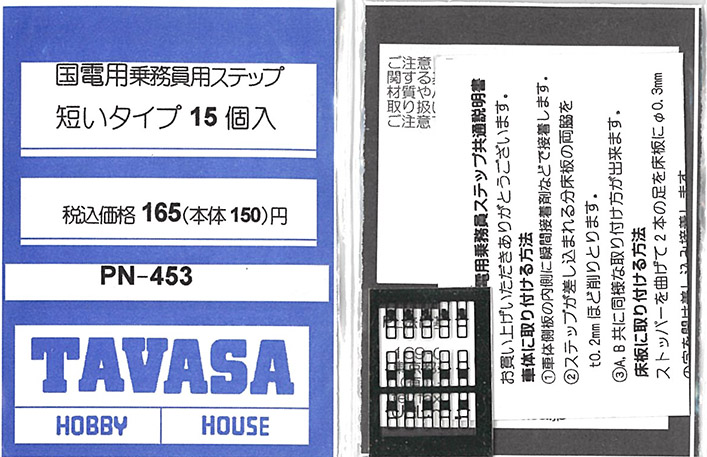 国電用乗務員用ステップ
短いタイプ 15 個入
税込価格 165(本体 150)円
PN-453
TAVASA
HOBBY HOUSE
ご注意
関する
材質や
取り扱い
ご注意
電用乗務員ステップ共通説明書
お買い上げいただきありがとうございます。
車体に取り付ける方法
①車体側板の内側に瞬間接着剤などで接着します。
②ステップが差し込まれる分床板の両脇を
t0.2mm ほど削りとります。
③A,B 共に同様な取り付け方が出来ます。
床板に取り付ける方法
ストッパーを曲げて 2 本の足を床板に φ0.3mm